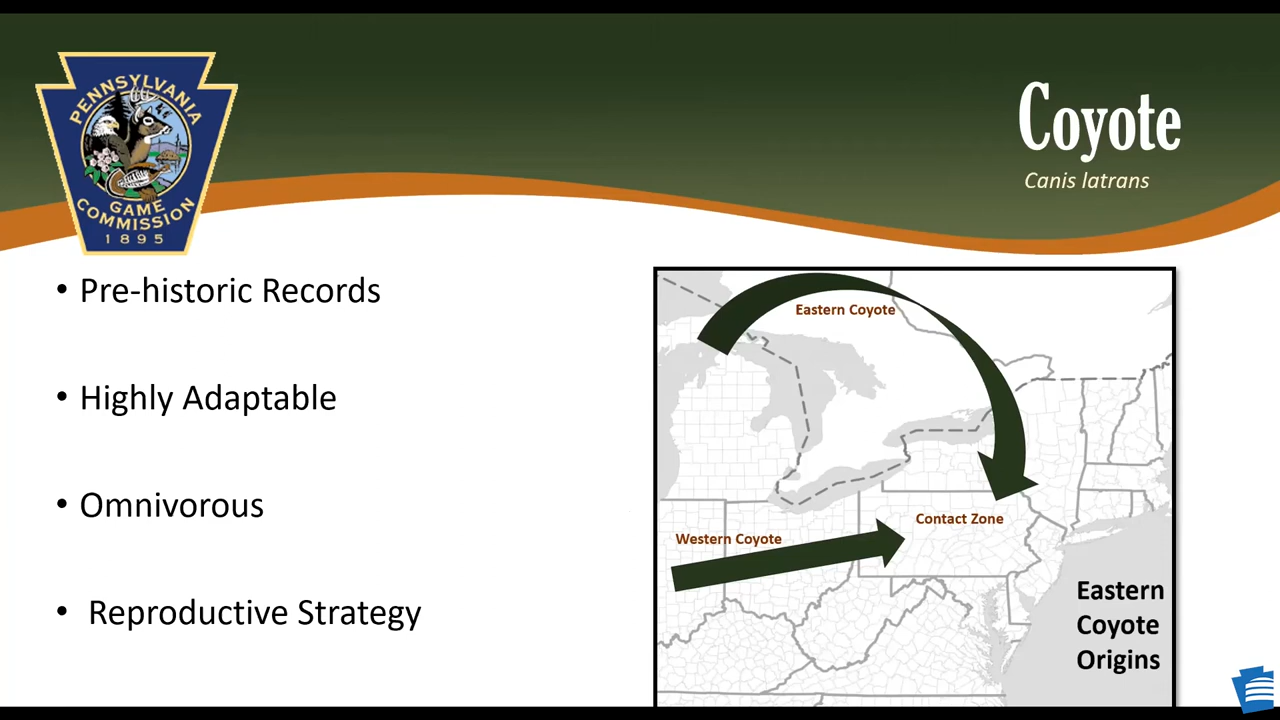 PENNSYLVANIA
GAME
COMMISSION
1895
Coyote
Canis latrans
• Pre-historic Records
• Highly Adaptable
• Omnivorous
• Reproductive Strategy
Eastern Coyote
Contact Zone
Western Coyote
Eastern
Coyote
Origins